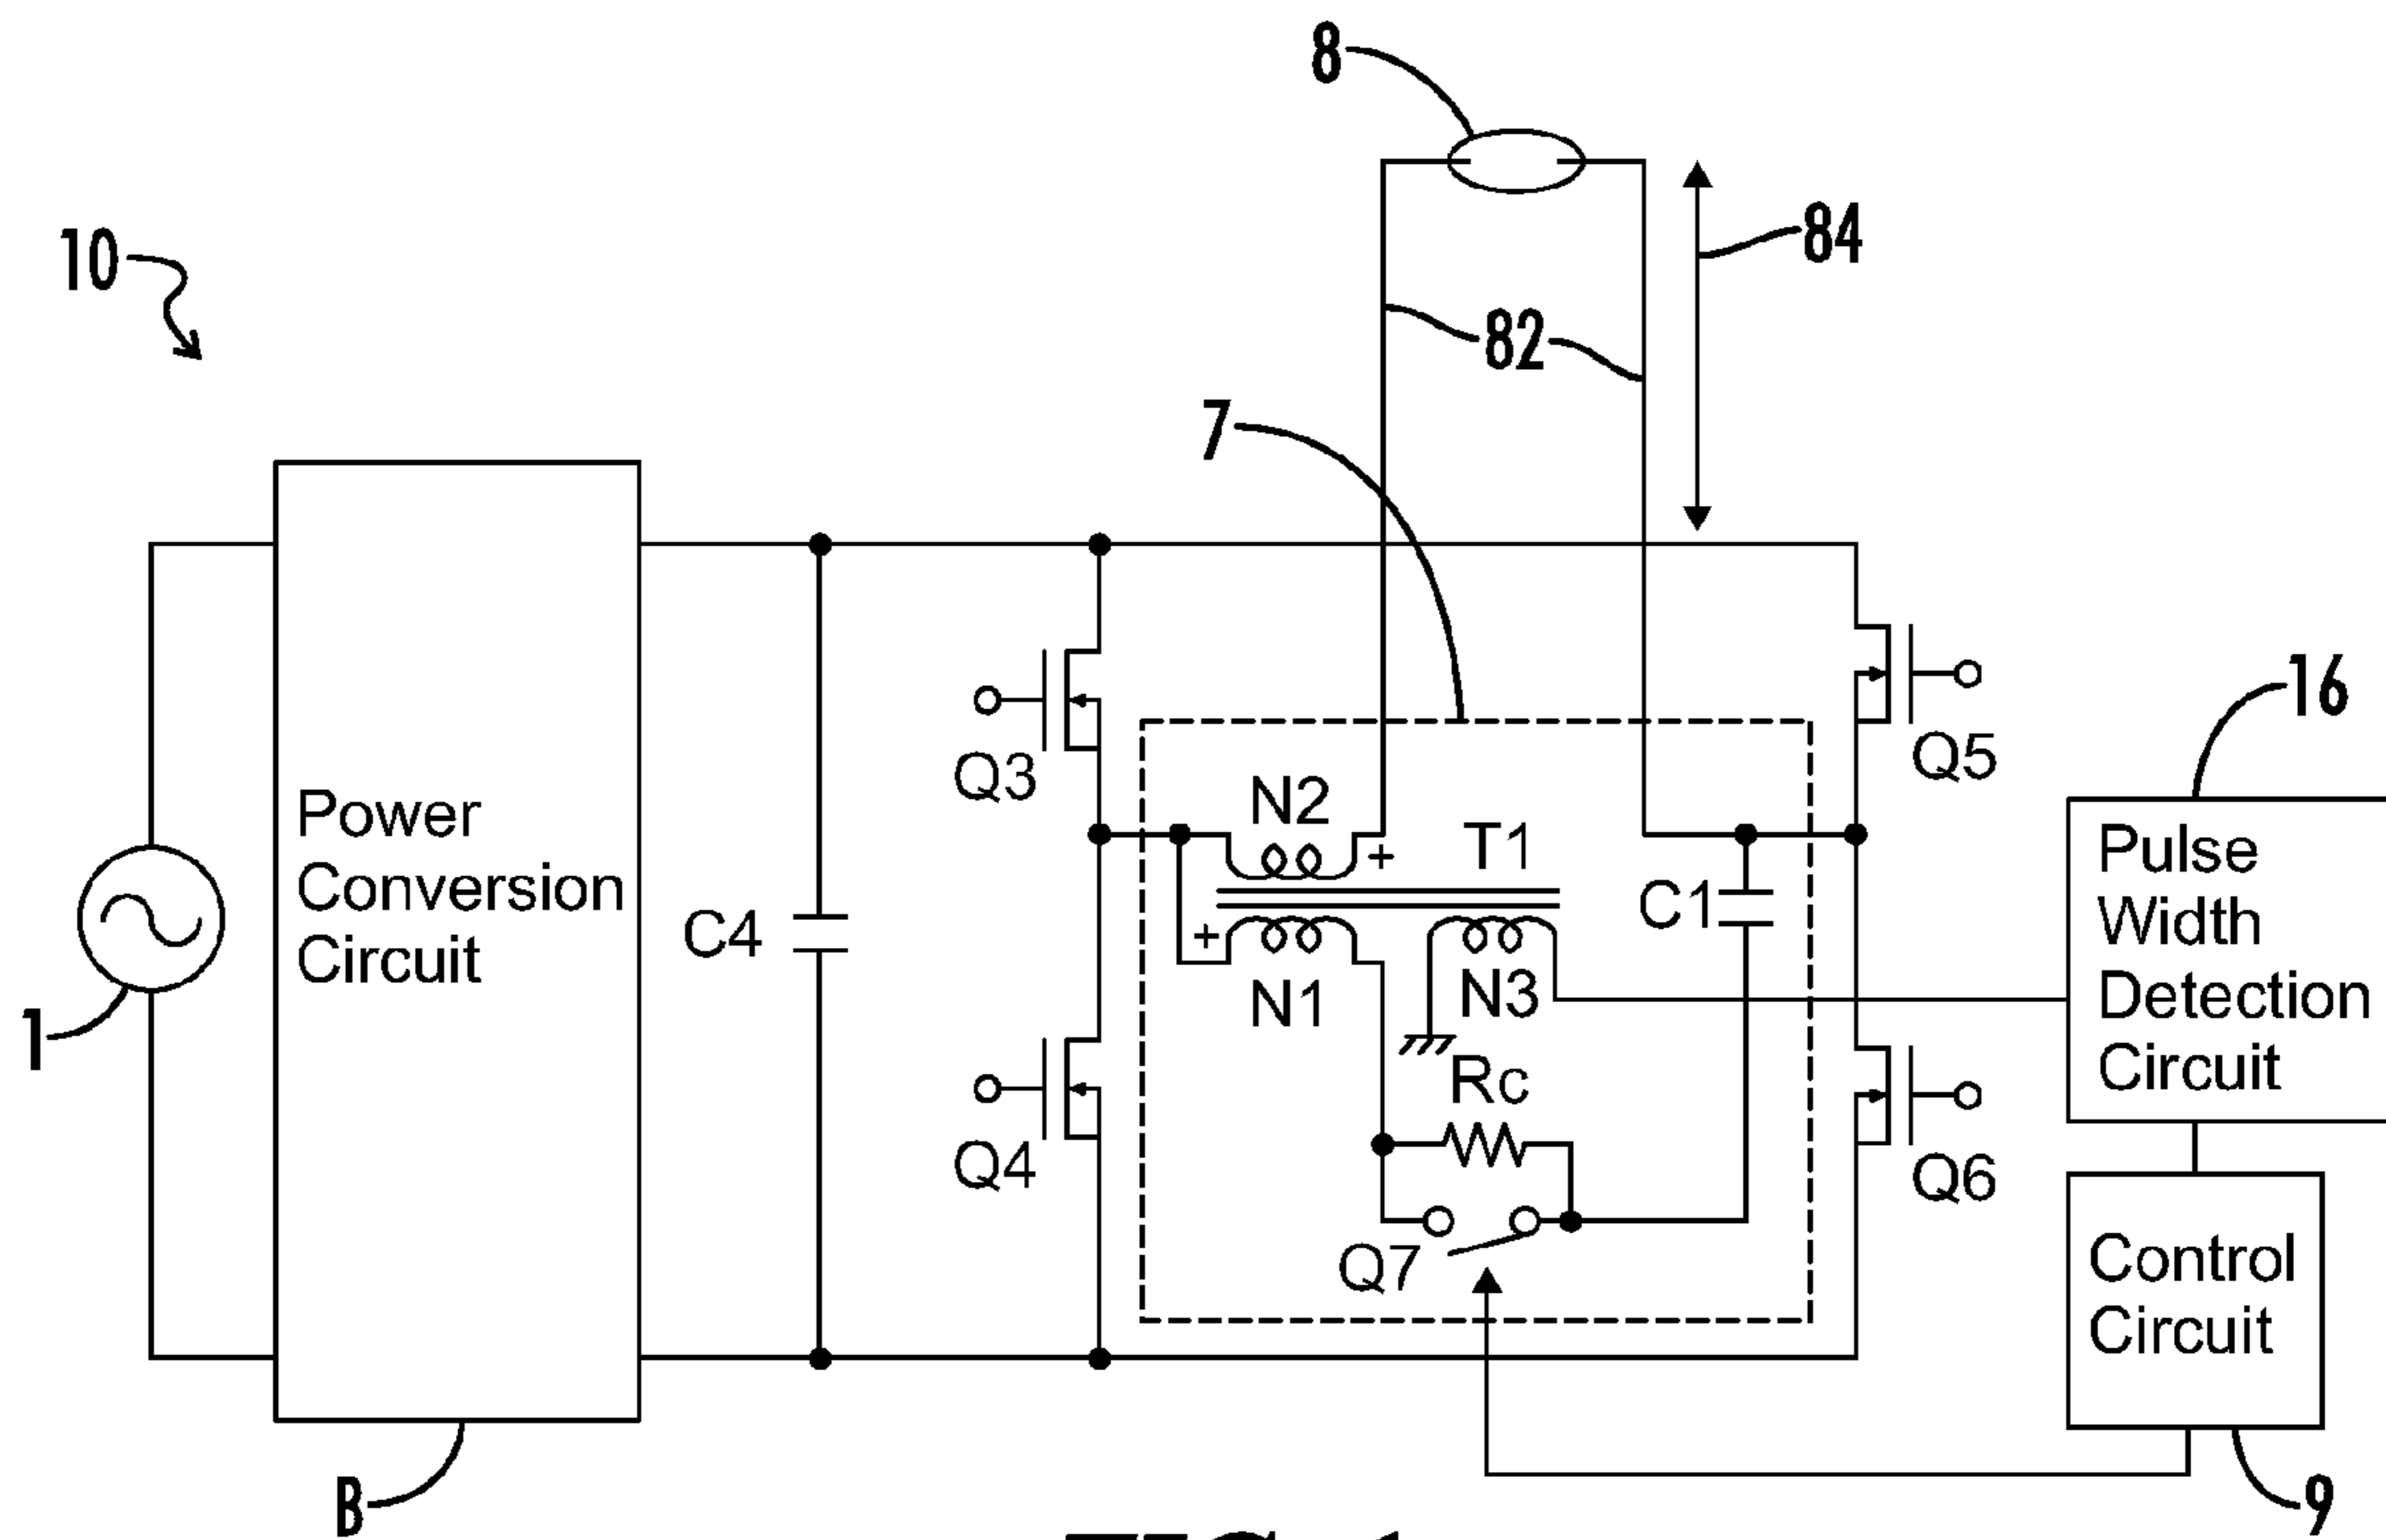 8
10
84
82
7
16
Power
Conversion
Circuit
C4
Q3
Q5
N2
T1
+
C1
+
N1
N3
Pulse
Width
Detection
Circuit
1
Rc
Q4
Q6
Q7
Control
Circuit
B
9